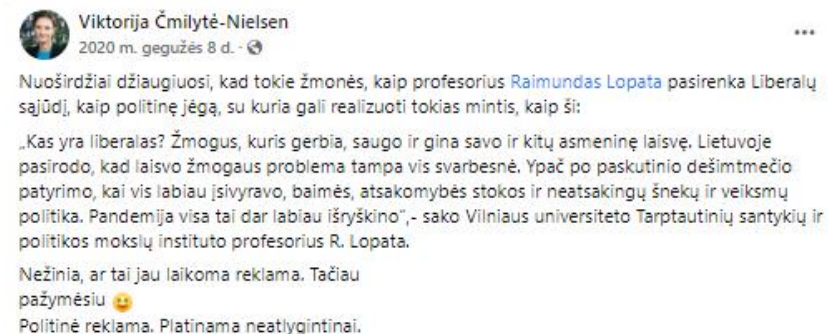 Viktorija Čmilytė-Nielsen
2020 m. gegužės 8 d. ·
Nuoširdžiai džiaugiuosi, kad tokie žmonės, kaip profesorius Raimundas Lopata pasirenka Liberalų
sąjūdį, kaip politinę jėgą, su kuria gali realizuoti tokias mintis, kaip ši:
„Kas yra liberalas? Žmogus, kuris gerbia, saugo ir gina savo ir kitų asmeninę laisvę. Lietuvoje
pasirodo, kad laisvo žmogaus problema tampa vis svarbesnė. Ypač po paskutinio dešimtmečio
patyrimo, kai vis labiau įsivyravo, baimės, atsakomybės stokos ir neatsakingų šnekų ir veiksmų
politika. Pandemija visa tai dar labiau išryškino“,- sako Vilniaus universiteto Tarptautinių santykių ir
politikos mokslų instituto profesorius R. Lopata.
Nežinia, ar tai jau laikoma reklama. Tačiau
pažymėsiu 😀
Politinė reklama. Platinama neatlygintinai.